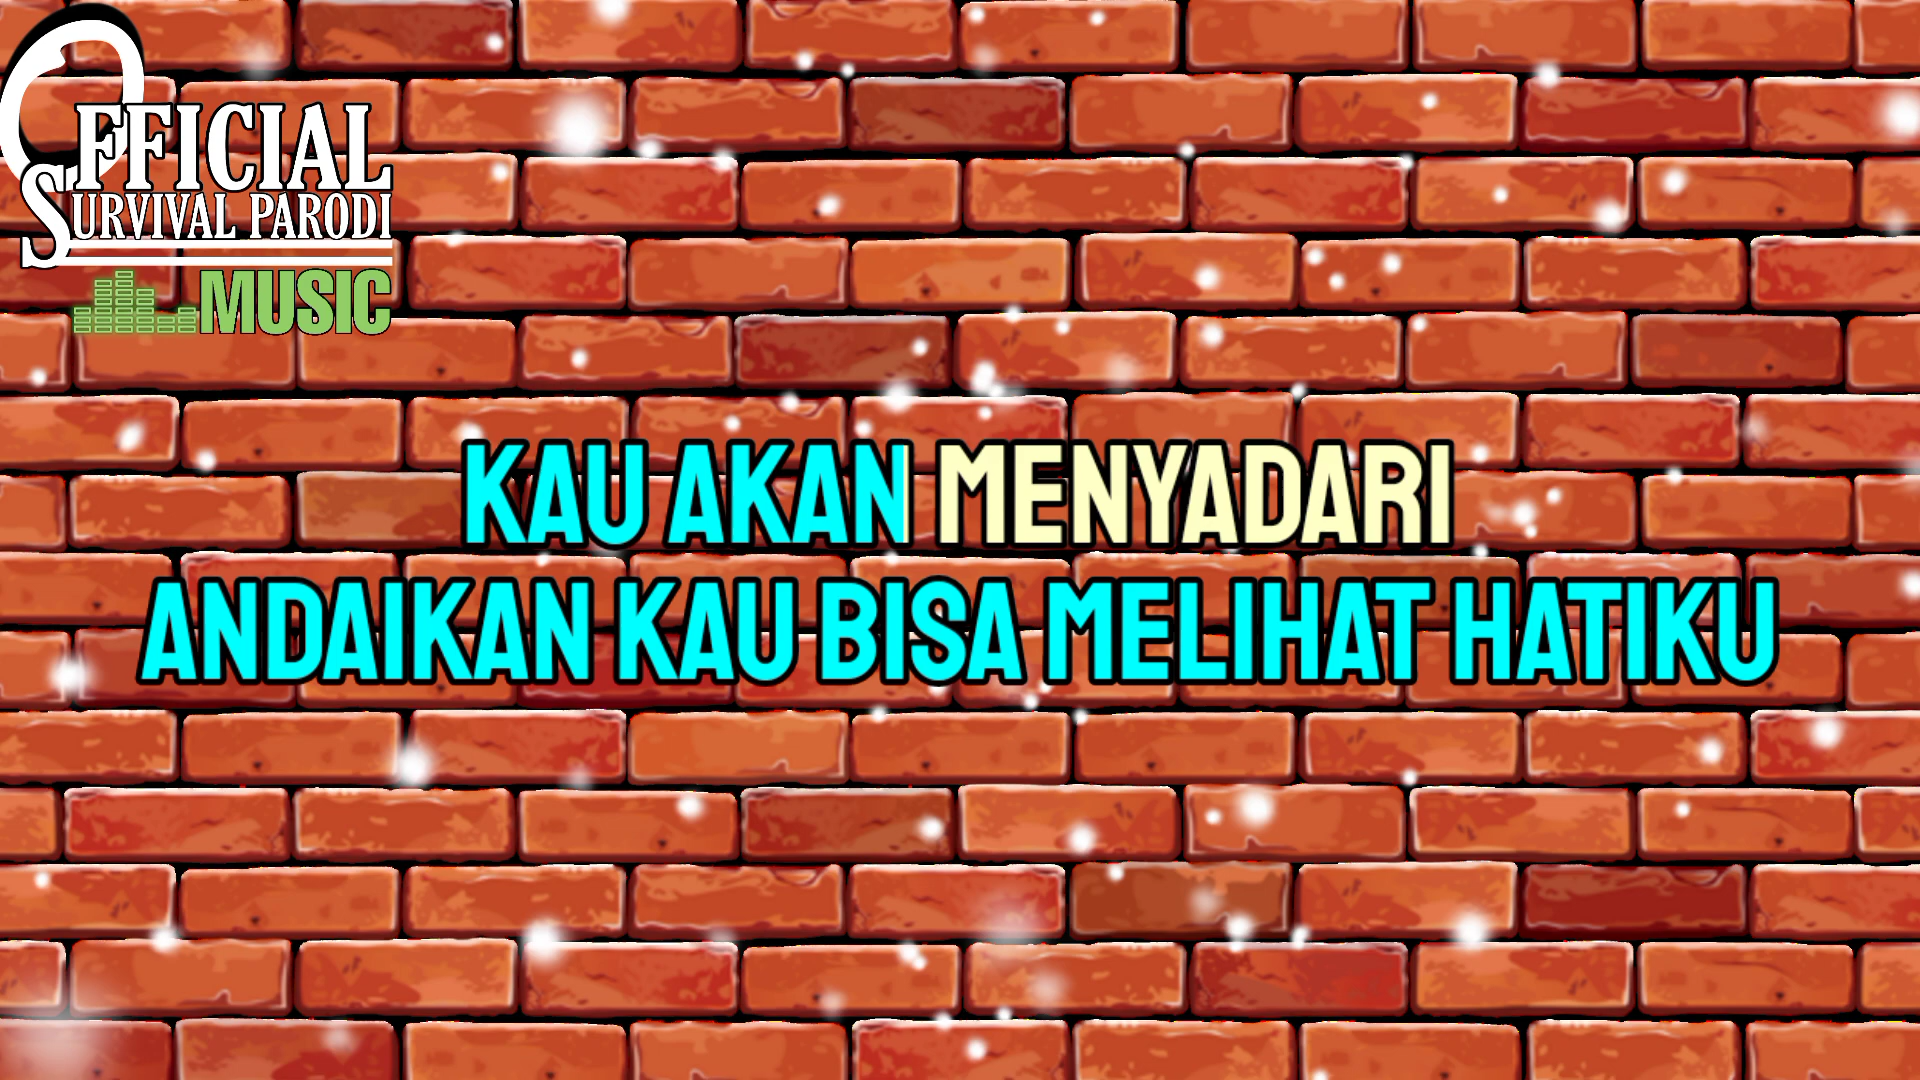 OFFICIAL
SURVIVAL PARODI
MUSIC
KAU AKAN MENYADARI
ANDAIKAN KAU BISA MELIHAT HATIKU